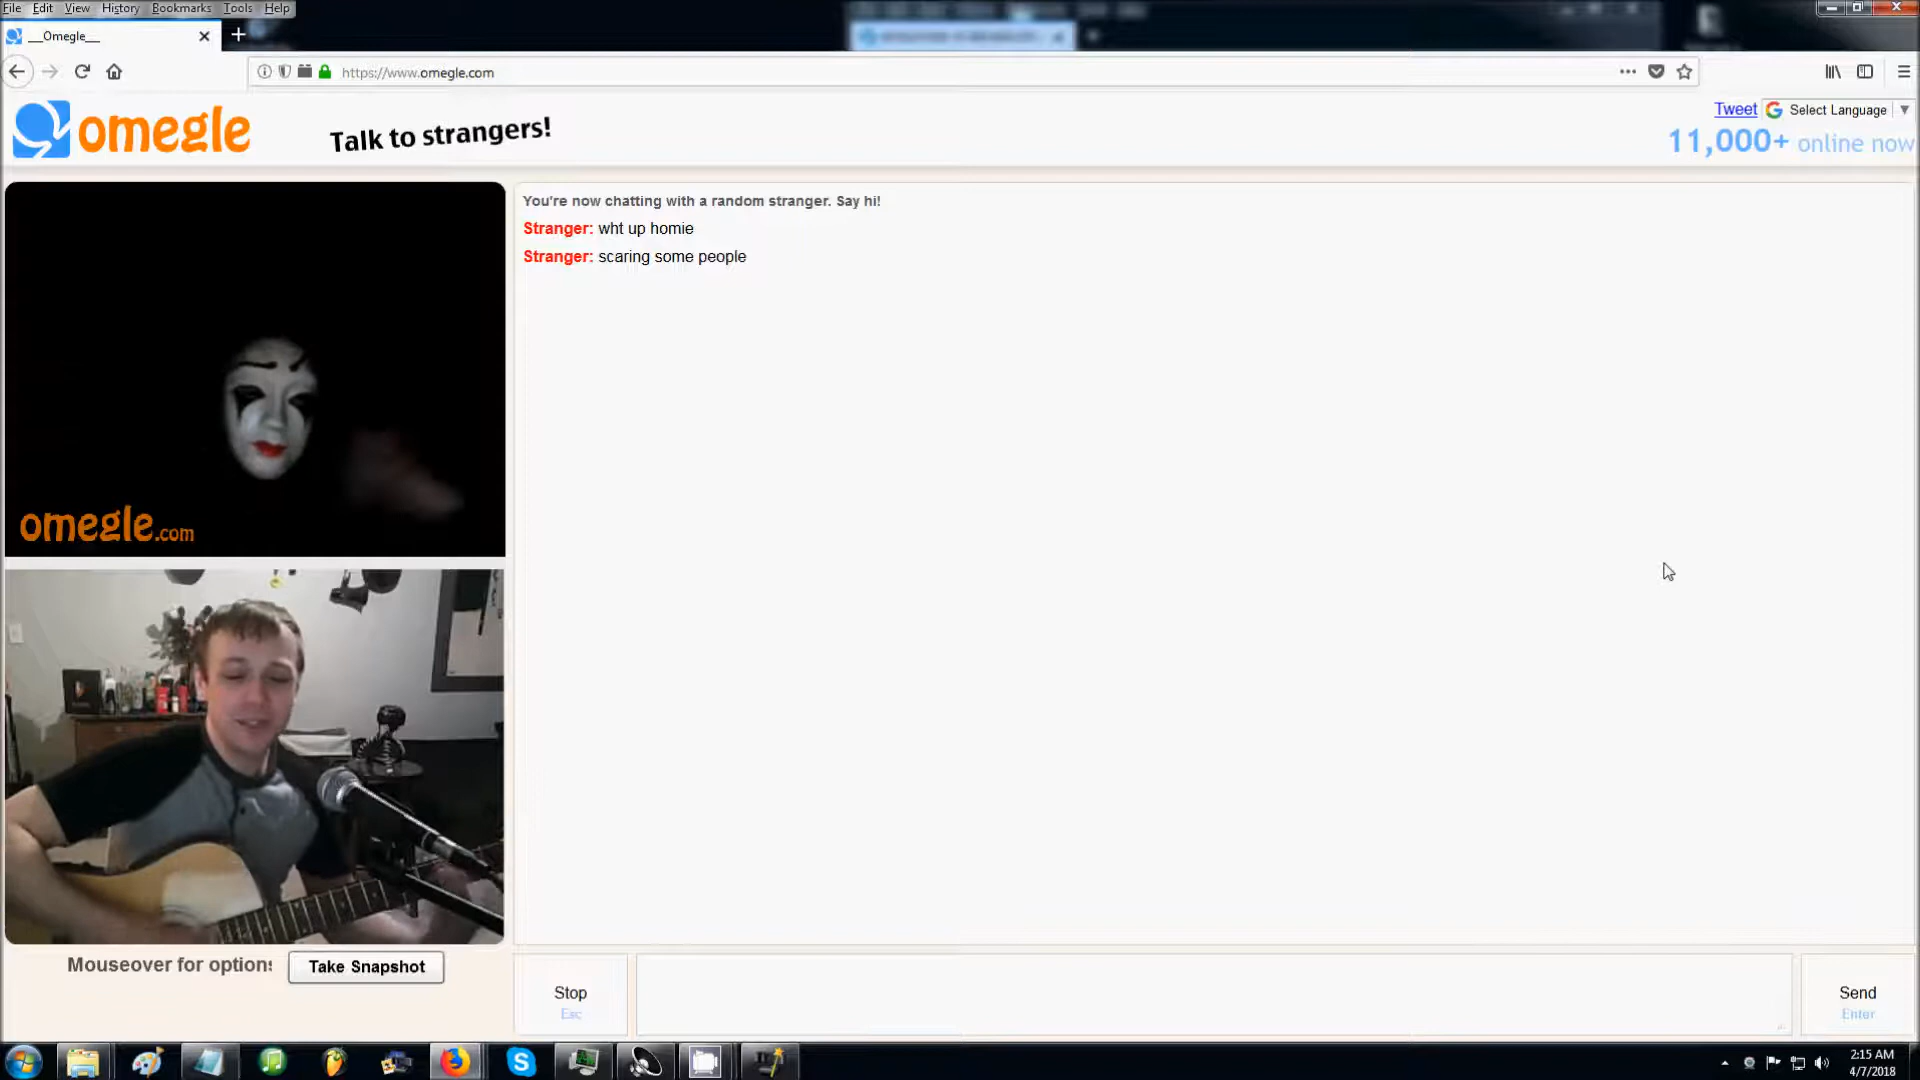 File Edit View History Bookmarks Tools Help
__Omegle__
https://www.omegle.com
omegle
Talk to strangers!
Tweet
Select Language
11,000+ online now
You're now chatting with a random stranger. Say hi!
Stranger: wht up homie
Stranger: scaring some people
omegle.com
Mouseover for options
Take Snapshot
Stop
Esc
Send
Enter
2:15 AM
4/7/2018